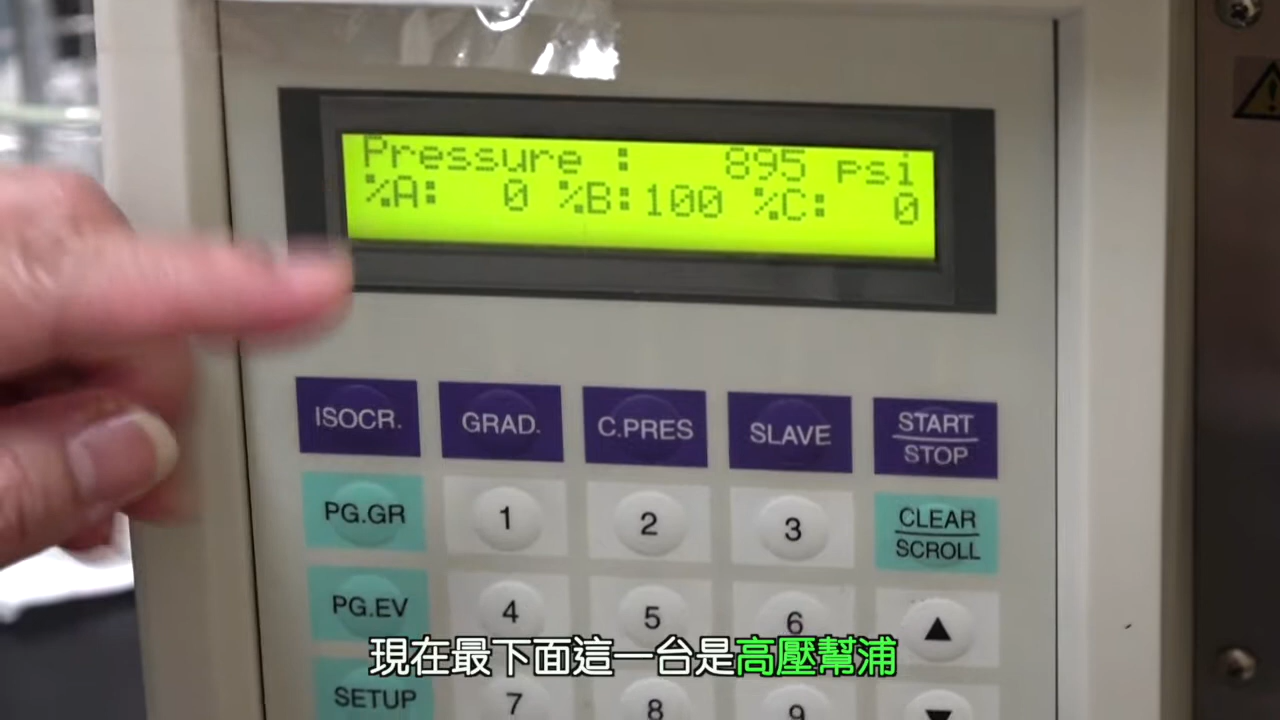 Pressure : 895 psi
%A: 0 %B:100 %C: 0
ISOCR. GRAD. C.PRES SLAVE START
STOP
PG.GR 1 2 3 CLEAR
SCROLL
PG.EV 4 5 6 ▲
現在最下面這一台是高壓幫浦
SETUP 7 8 9 ▼